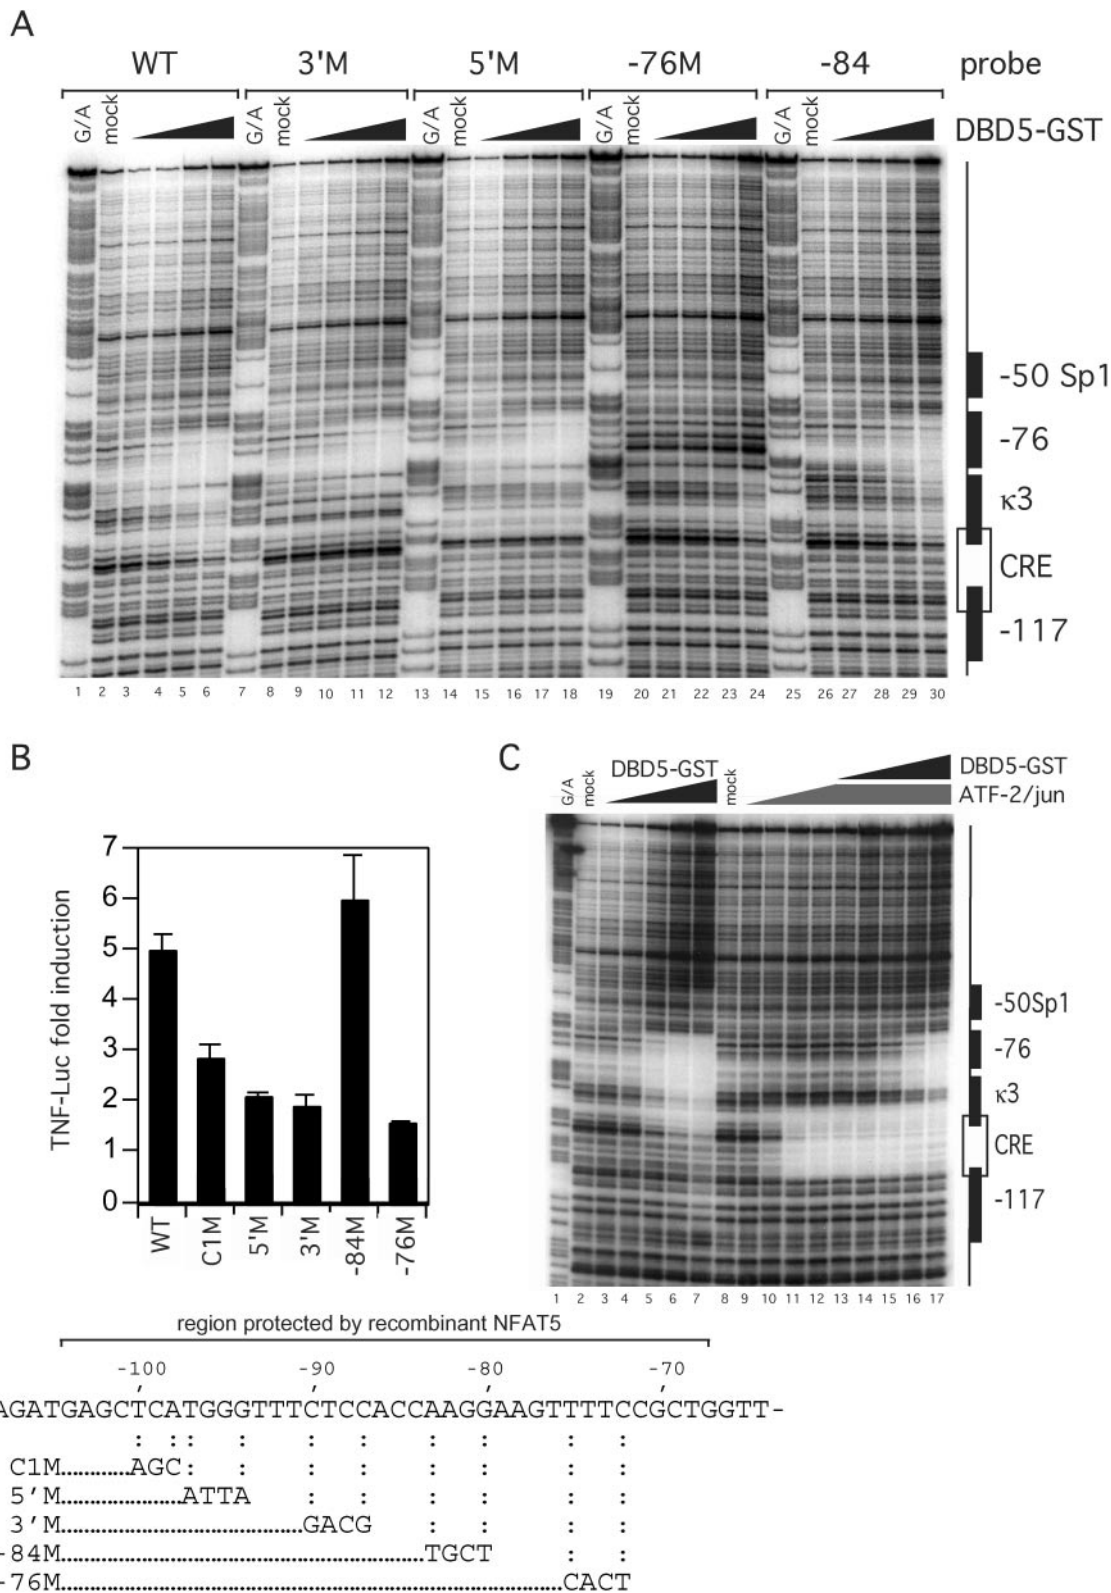 A
WT 3'M 5'M -76M -84 probe
G/A mock G/A mock G/A mock G/A mock G/A mock DBD5-GST
-50 Sp1
-76
κ3
CRE
-117
1 2 3 4 5 6 7 8 9 10 11 12 13 14 15 16 17 18 19 20 21 22 23 24 25 26 27 28 29 30
B
TNF-Luc fold induction
7
6
5
4
3
2
1
0
WT C1M 5'M 3'M -84M -76M
C
G/A mock DBD5-GST mock DBD5-GST
ATF-2/jun
-50Sp1
-76
κ3
CRE
-117
1 2 3 4 5 6 7 8 9 10 11 12 13 14 15 16 17
region protected by recombinant NFAT5
-100 -90 -80 -70
AGATGAGCTCATGGGTTTCTCCACCAAGGAAGTTTTCCGCTGGTT-
: :: : : : : : : :
C1M............AGC: : : : : : : :
5'M.....................ATTA : : : : : :
3'M..........................................GACG : : : :
-84M...............................................................TGCT : :
-76M.......................................................................................CACT